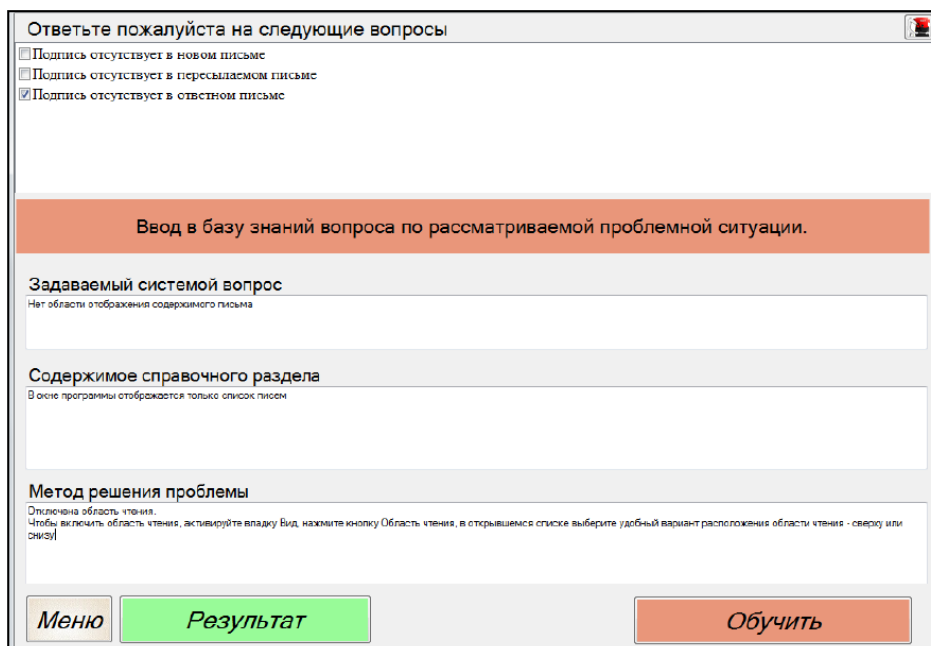 Ответьте пожалуйста на следующие вопросы
Подпись отсутствует в новом письме
Подпись отсутствует в пересылаемом письме
Подпись отсутствует в ответном письме
Ввод в базу знаний вопроса по рассматриваемой проблемной ситуации.
Задаваемый системой вопрос
Нет области отображения содержимого письма
Содержимое справочного раздела
В окне программы отображается только список писем
Метод решения проблемы
Отключена область чтения.
Чтобы включить область чтения, активируйте владку Вид, нажмите кнопку Область чтения, в открывшемся списке выберите удобный вариант расположения области чтения - сверху или
снизу
Меню
Результат
Обучить